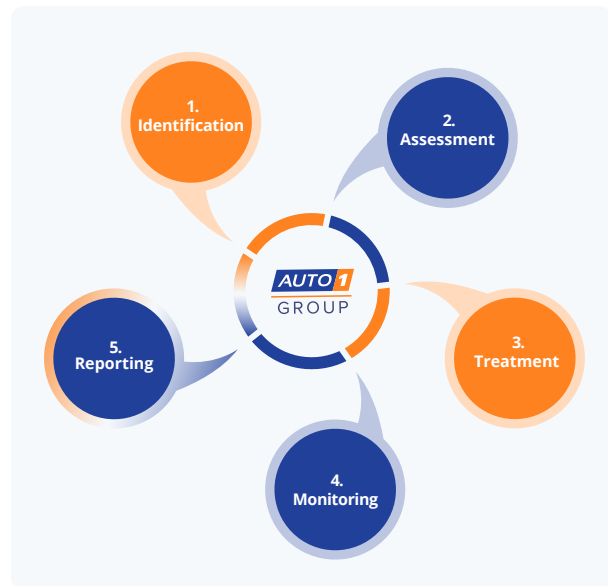 1.
Identification
2.
Assessment
3.
Treatment
4.
Monitoring
5.
Reporting
AUTO1
GROUP